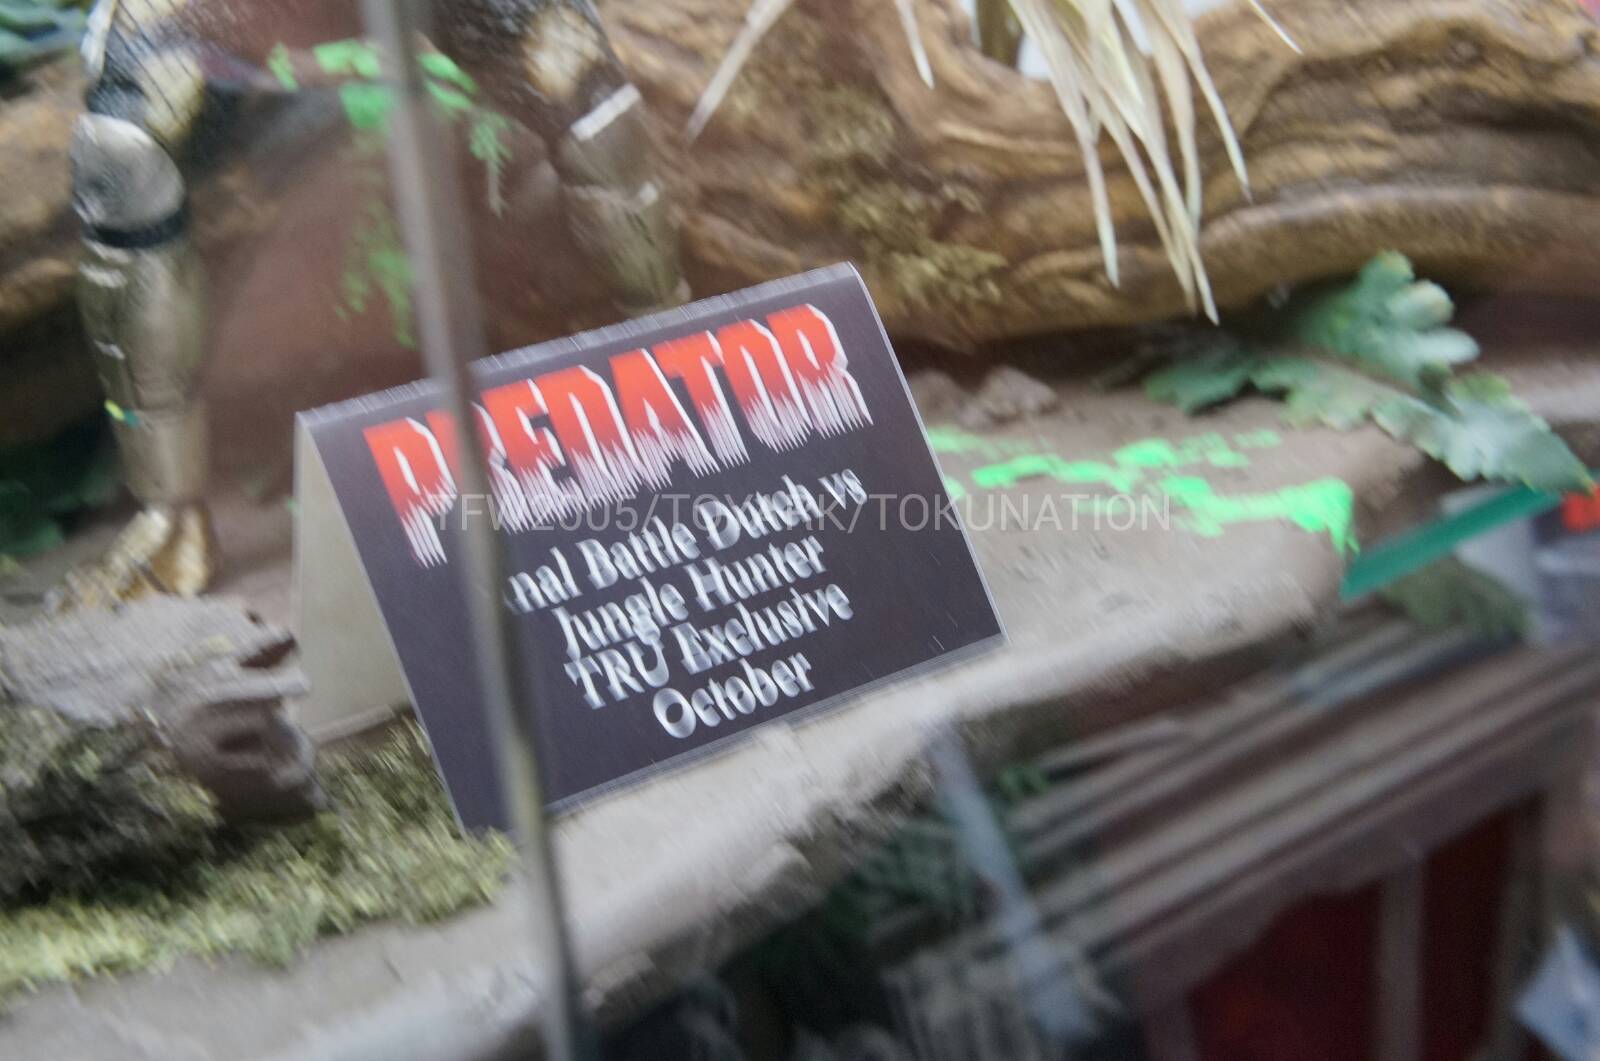 PREDATOR
nal Battle Dutch vs
Jungle Hunter
TRU Exclusive
October
TFW2005/TOYARK/TOKUNATION